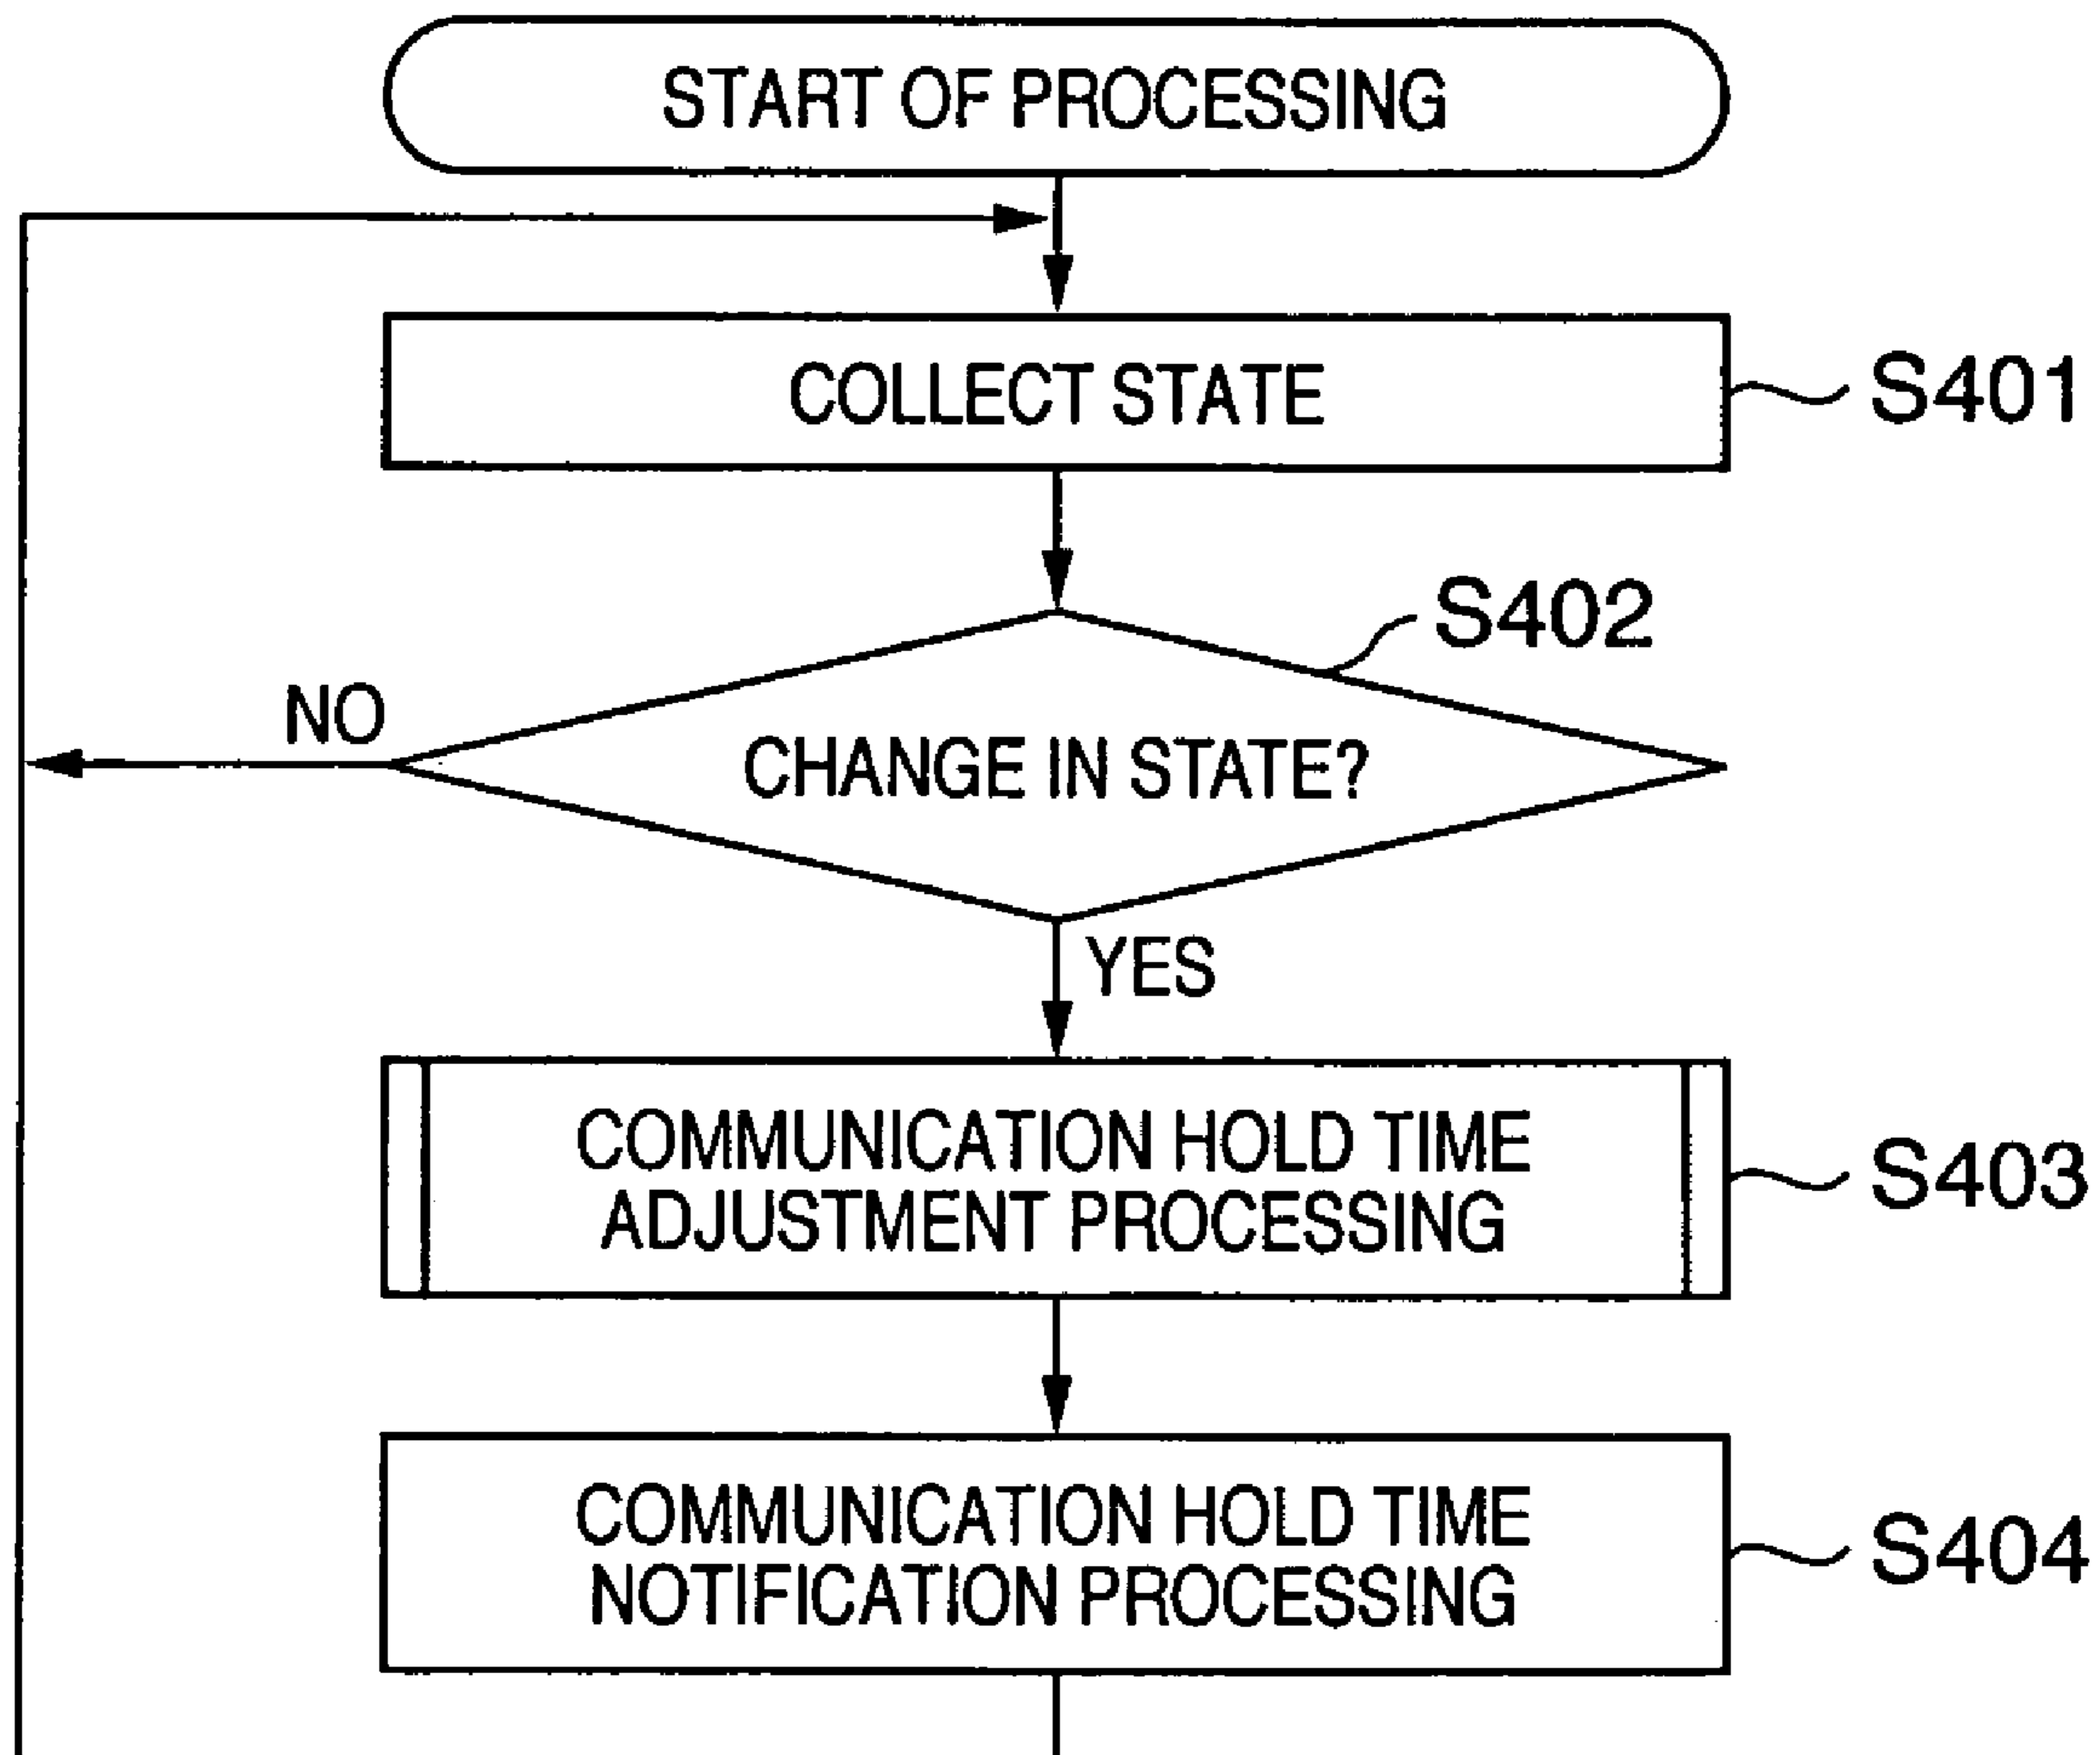 START OF PROCESSING
COLLECT STATE
S401
S402
NO
CHANGE IN STATE?
YES
COMMUNICATION HOLD TIME
ADJUSTMENT PROCESSING
S403
COMMUNICATION HOLD TIME
NOTIFICATION PROCESSING
S404